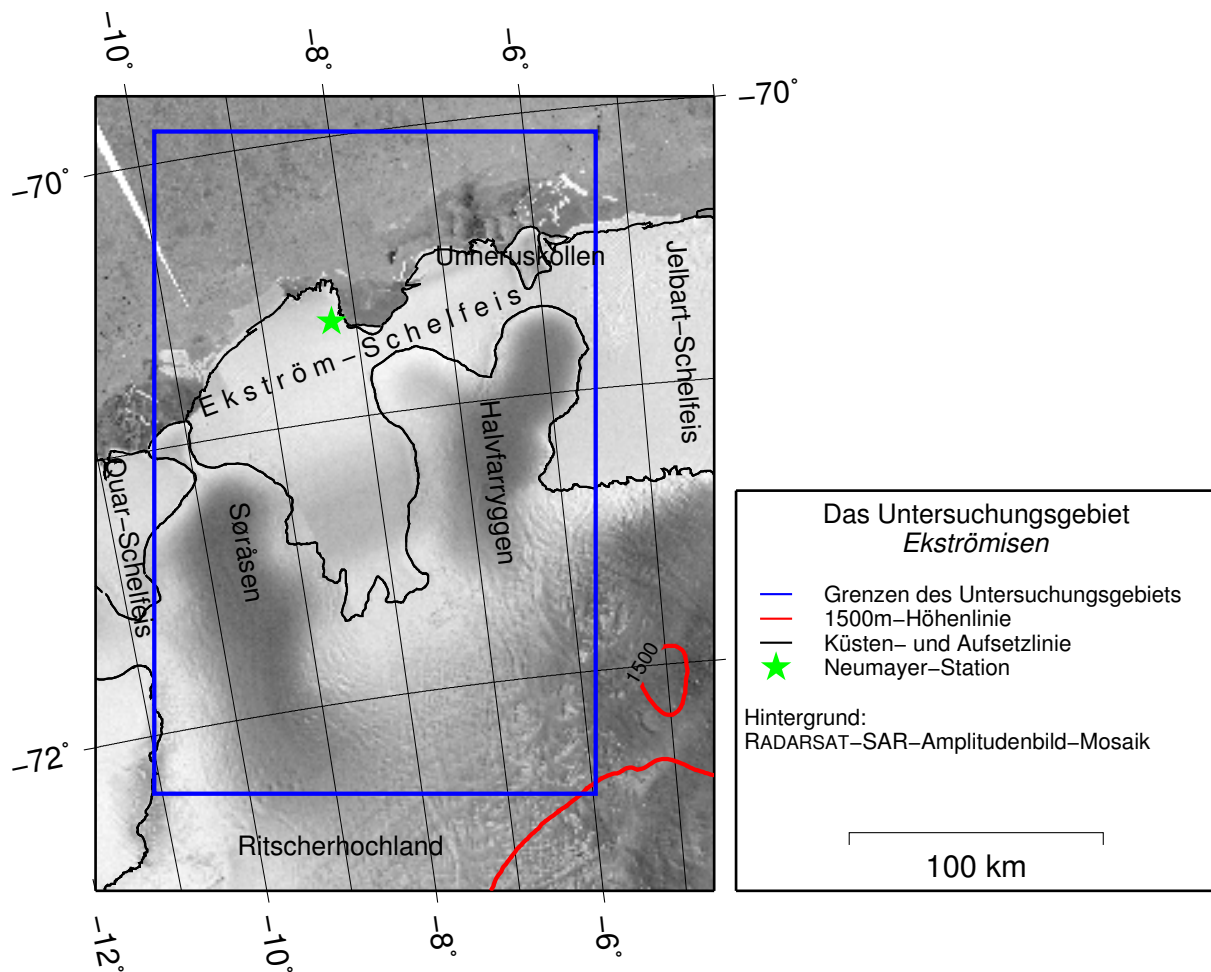 −10°
−8°
−6°
−70°
−70°
Unneruskollen
Jelbart−Schelfeis
Ekström−Schelfeis
Halvfarryggen
Quar−Schelfeis
Søråsen
Das Untersuchungsgebiet
Ekströmisen
Grenzen des Untersuchungsgebiets
1500m−Höhenlinie
Küsten− und Aufsetzlinie
Neumayer−Station
1500
Hintergrund:
RADARSAT−SAR−Amplitudenbild−Mosaik
−72°
Ritscherhochland
100 km
−12°
−10°
−8°
−6°